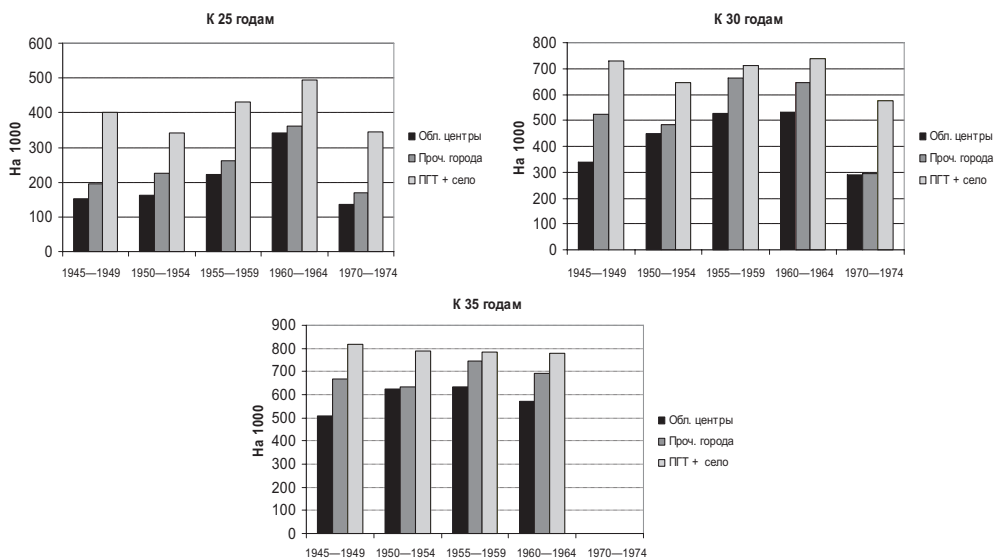 К 25 годам
На 1000
600
500
400
300
200
100
0
1945—1949 1950—1954 1955—1959 1960—1964 1970—1974
Обл. центры
Проч. города
ПГТ + село
К 30 годам
На 1000
800
700
600
500
400
300
200
100
0
1945—1949 1950—1954 1955—1959 1960—1964 1970—1974
Обл. центры
Проч. города
ПГТ + село
К 35 годам
На 1000
900
800
700
600
500
400
300
200
100
0
1945—1949 1950—1954 1955—1959 1960—1964 1970—1974
Обл. центры
Проч. города
ПГТ + село